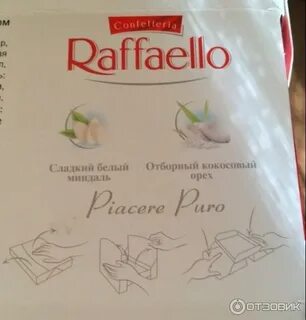 Confetteria
Raffaello
Сладкий белый
миндаль
Отборный кокосовый
орех
Piacere Puro
ОТЗОВИК